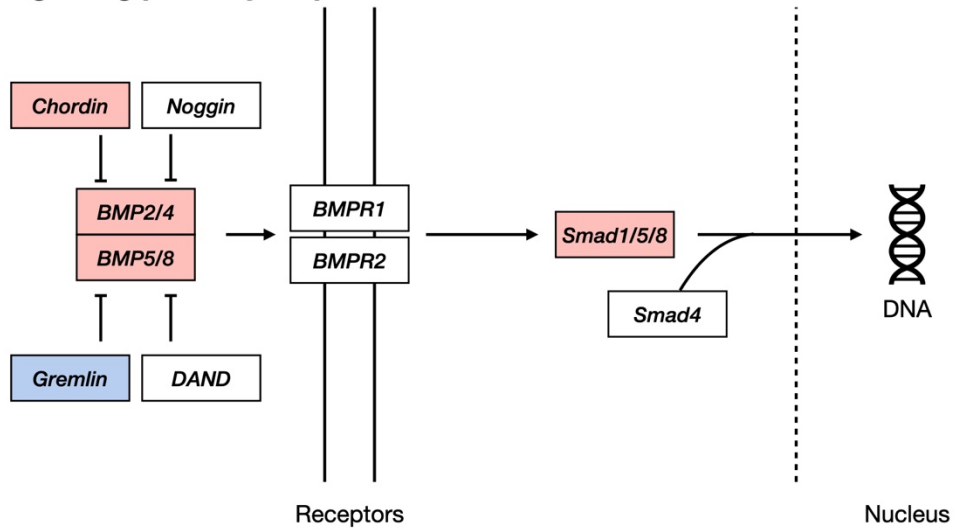 Chordin
Noggin
BMP2/4
BMP5/8
Gremlin
DAND
BMPR1
BMPR2
Smad1/5/8
Smad4
DNA
Receptors
Nucleus